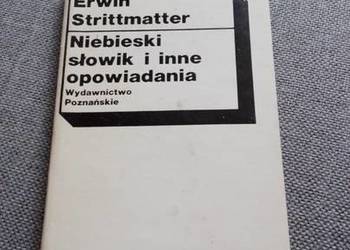 Erwin
Strittmatter
Niebieski
słowik i inne
opowiadania
Wydawnictwo
Poznańskie